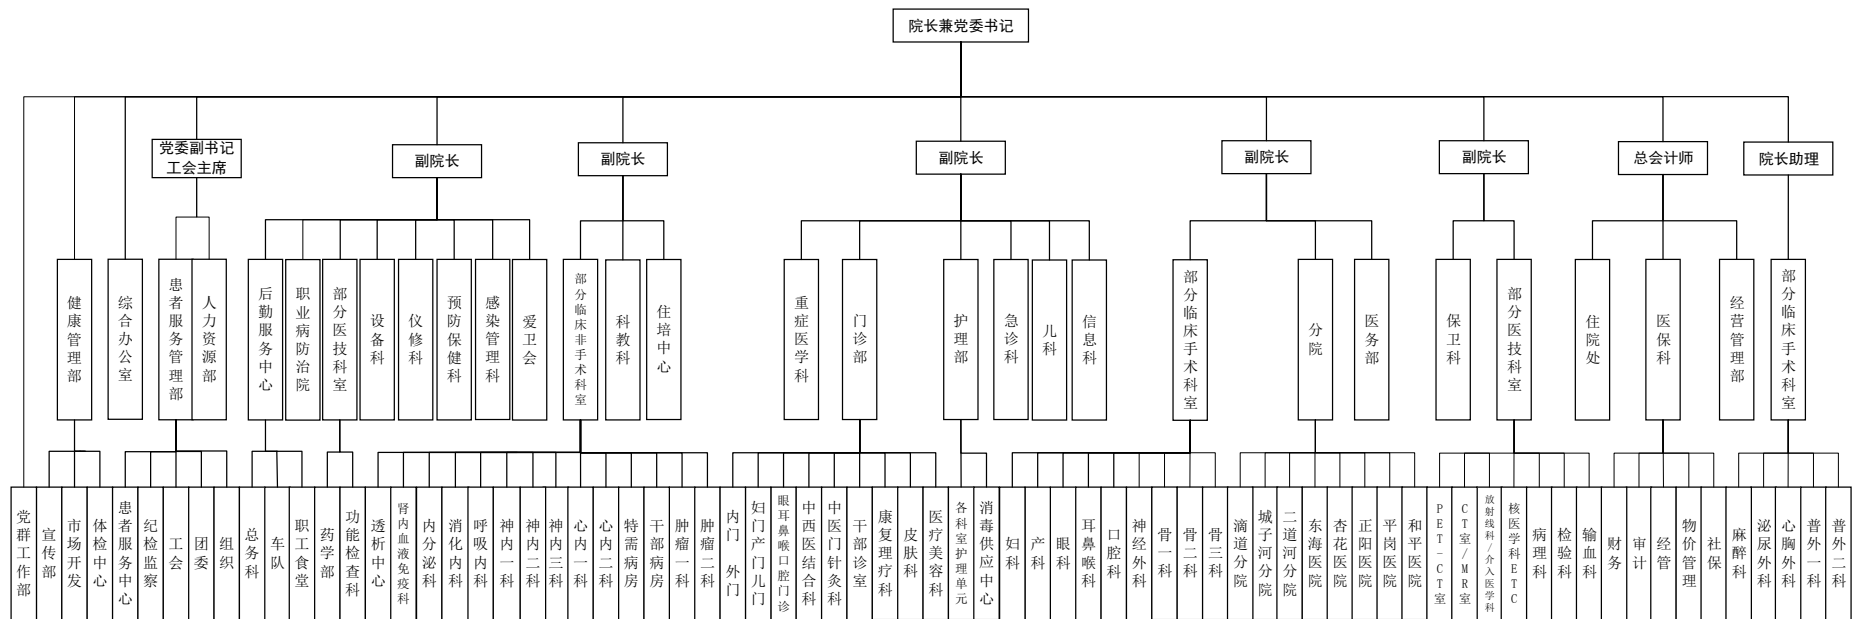 院长兼党委书记
党委副书记
工会主席
副院长
副院长
副院长
副院长
副院长
总会计师
院长助理
健康管理部
综合办公室
患者服务管理部
人力资源部
后勤服务中心
职业病防治院
部分医技科室
设备科
仪修科
预防保健科
感染管理科
爱卫会
部分临床非手术科室
科教科
住培中心
重症医学科
门诊部
护理部
急诊科
儿科
信息科
部分临床手术科室
分院
医务部
保卫科
部分医技科室
住院处
医保科
经营管理部
部分临床手术科室
党群工作部
宣传部
市场开发
体检中心
患者服务中心
纪检监察
工会
团委
组织
总务科
车队
职工食堂
药学部
功能检查科
透析中心
肾内血液免疫科
内分泌科
消化内科
呼吸内科
神内一科
神内二科
神内三科
心内一科
心内二科
特需病房
干部病房
肿瘤一科
肿瘤二科
内门 外门
妇门产门儿门
眼耳鼻喉口腔门诊
中西医结合科
中医门针灸科
干部诊室
康复理疗科
皮肤科
医疗美容科
各科室护理单元
消毒供应中心
妇科
产科
眼科
耳鼻喉科
口腔科
神经外科
骨一科
骨二科
骨三科
滴道分院
城子河分院
二道河分院
东海医院
杏花医院
正阳医院
平岗医院
和平医院
PET-CT室
CT室/MR室
放射线科/介入医学科
核医学科ETC
病理科
检验科
输血科
财务
审计
经管
物价管理
社保
麻醉科
泌尿外科
心胸外科
普外一科
普外二科